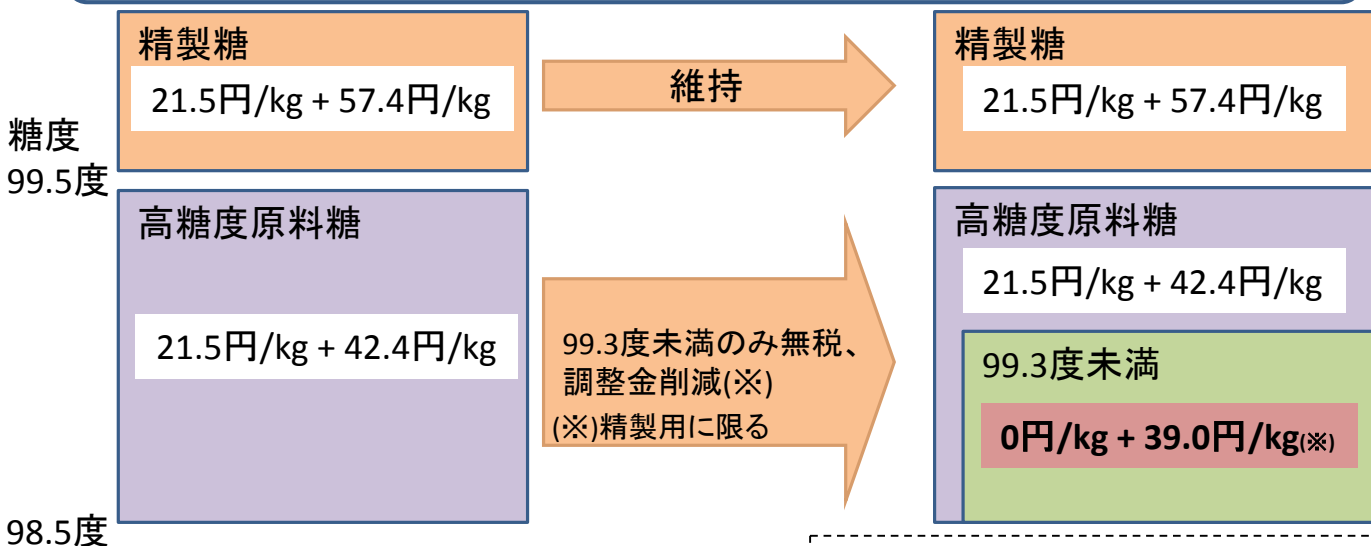 精製糖
21.5円/kg + 57.4円/kg
維持
精製糖
21.5円/kg + 57.4円/kg
糖度
99.5度
高糖度原料糖
21.5円/kg + 42.4円/kg
99.3度未満のみ無税、
調整金削減(※)
(※)精製用に限る
高糖度原料糖
21.5円/kg + 42.4円/kg
99.3度未満
0円/kg + 39.0円/kg(※)
98.5度